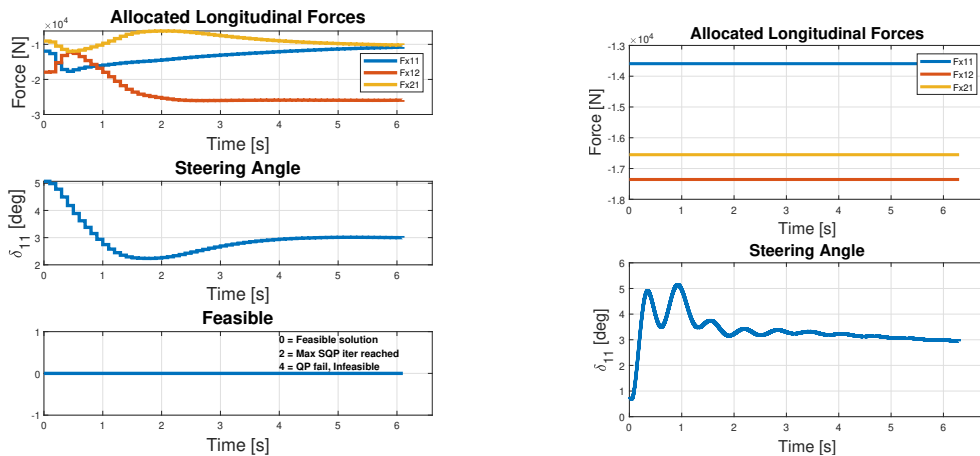 Allocated Longitudinal Forces
×10⁴
-1
-2
-3
Force [N]
Fx11
Fx12
Fx21
0 1 2 3 4 5 6
Time [s]
Steering Angle
5
4
3
2
δ11 [deg]
0 1 2 3 4 5 6
Time [s]
Feasible
1
0
-1
0 = Feasible solution
2 = Max SQP iter reached
4 = QP fail, Infeasible
0 1 2 3 4 5 6
Time [s]
Allocated Longitudinal Forces
×10⁴
-1.3
-1.4
-1.5
-1.6
-1.7
-1.8
Force [N]
Fx11
Fx12
Fx21
0 1 2 3 4 5 6
Time [s]
Steering Angle
6
5
4
3
2
1
0
δ11 [deg]
0 1 2 3 4 5 6
Time [s]